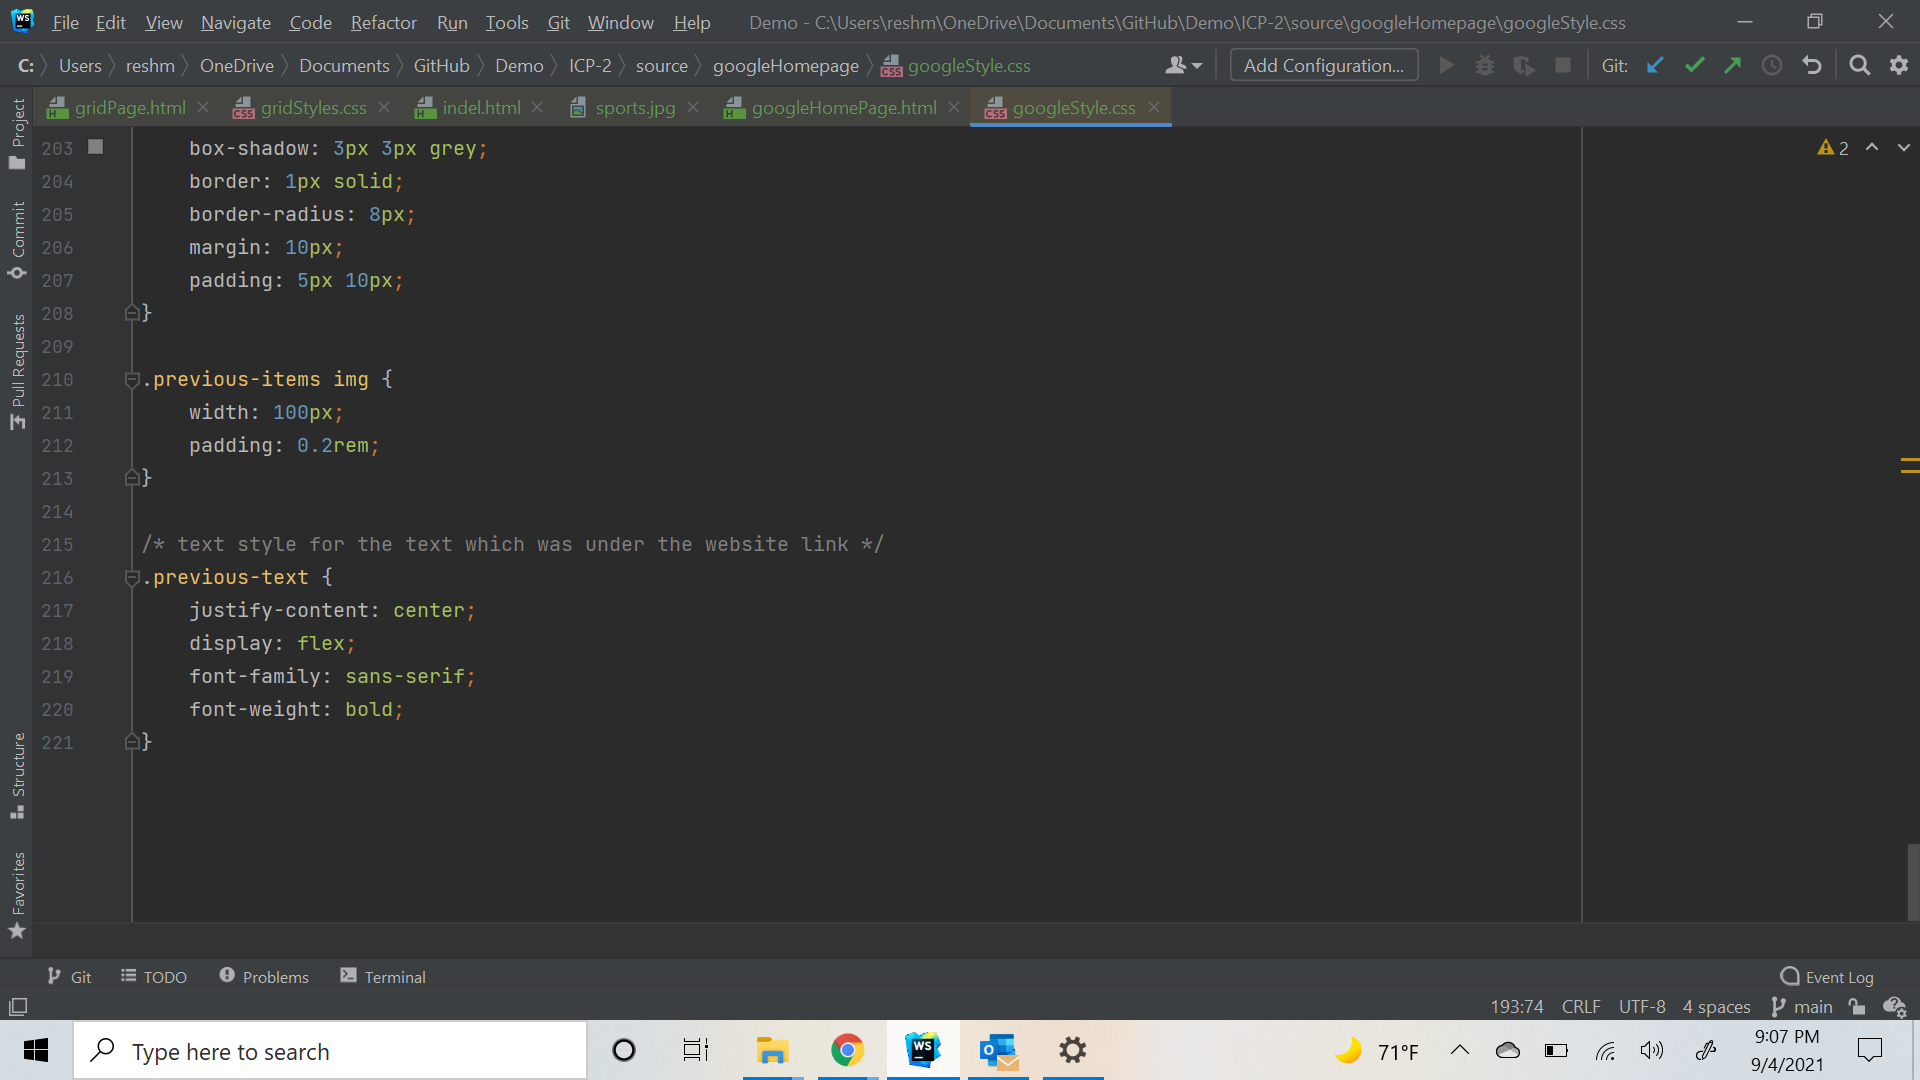 WS File Edit View Navigate Code Refactor Run Tools Git Window Help Demo - C:\Users\reshm\OneDrive\Documents\GitHub\Demo\ICP-2\source\googleHomepage\googleStyle.css
C: Users reshm OneDrive Documents GitHub Demo ICP-2 source googleHomepage CSS googleStyle.css Add Configuration... Git:
H gridPage.html CSS gridStyles.css H indel.html sports.jpg H googleHomePage.html CSS googleStyle.css
Project
Commit
Pull Requests
Structure
Favorites
2
203 box-shadow: 3px 3px grey;
204 border: 1px solid;
205 border-radius: 8px;
206 margin: 10px;
207 padding: 5px 10px;
208 }
209
210 .previous-items img {
211 width: 100px;
212 padding: 0.2rem;
213 }
214
215 /* text style for the text which was under the website link */
216 .previous-text {
217 justify-content: center;
218 display: flex;
219 font-family: sans-serif;
220 font-weight: bold;
221 }
Git TODO Problems Terminal Event Log
193:74 CRLF UTF-8 4 spaces main
Type here to search WS 71°F 9:07 PM
9/4/2021